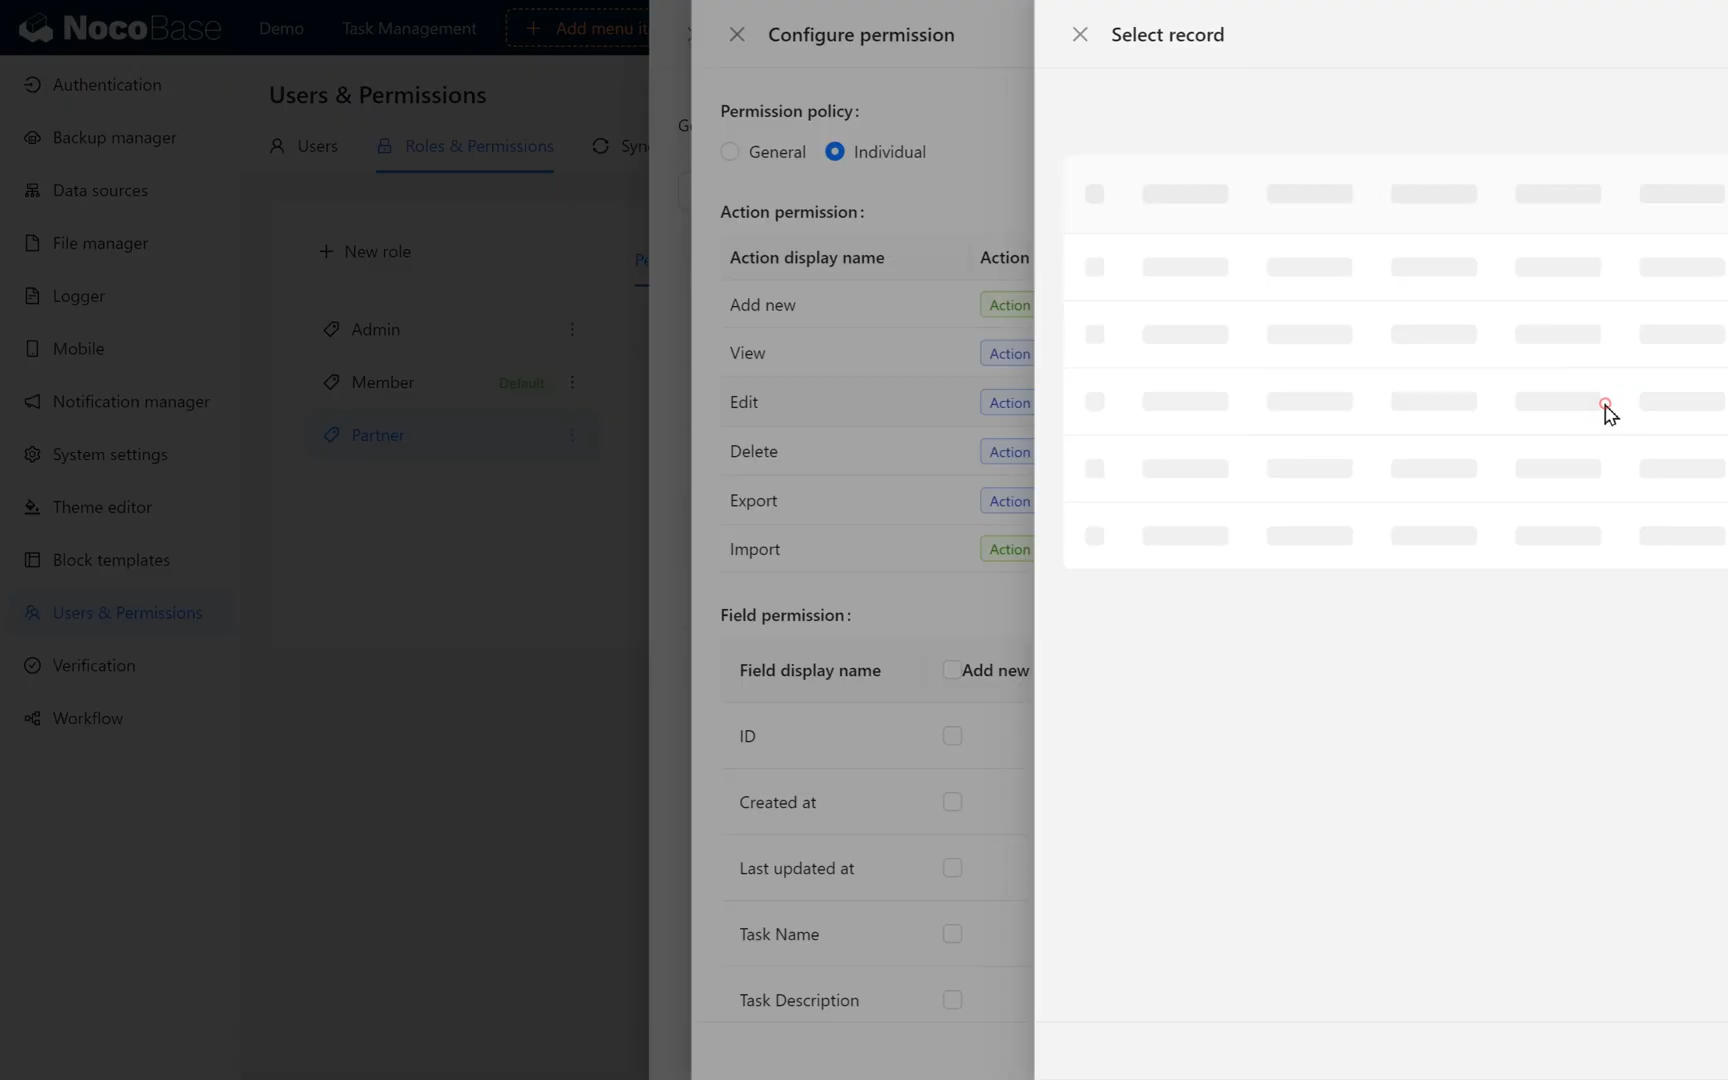 NocoBase
Demo
Task Management
Add menu it
Authentication
Backup manager
Data sources
File manager
Logger
Mobile
Notification manager
System settings
Theme editor
Block templates
Users & Permissions
Verification
Workflow
Users & Permissions
Users
Roles & Permissions
Sync
New role
Admin
Member
Default
Partner
Pe
Ge
Configure permission
Permission policy:
General
Individual
Action permission:
Action display name
Action
Add new
Action
View
Action
Edit
Action
Delete
Action
Export
Action
Import
Action
Field permission:
Field display name
Add new
ID
Created at
Last updated at
Task Name
Task Description
Select record